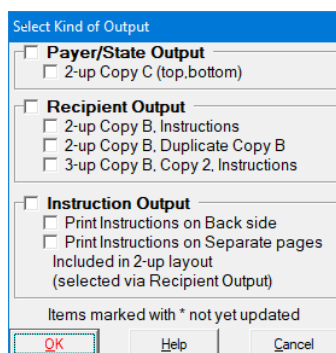 Select Kind of Output
Payer/State Output
2-up Copy C (top,bottom)
Recipient Output
2-up Copy B, Instructions
2-up Copy B, Duplicate Copy B
3-up Copy B, Copy 2, Instructions
Instruction Output
Print Instructions on Back side
Print Instructions on Separate pages
Included in 2-up layout
(selected via Recipient Output)
Items marked with * not yet updated
OK Help Cancel